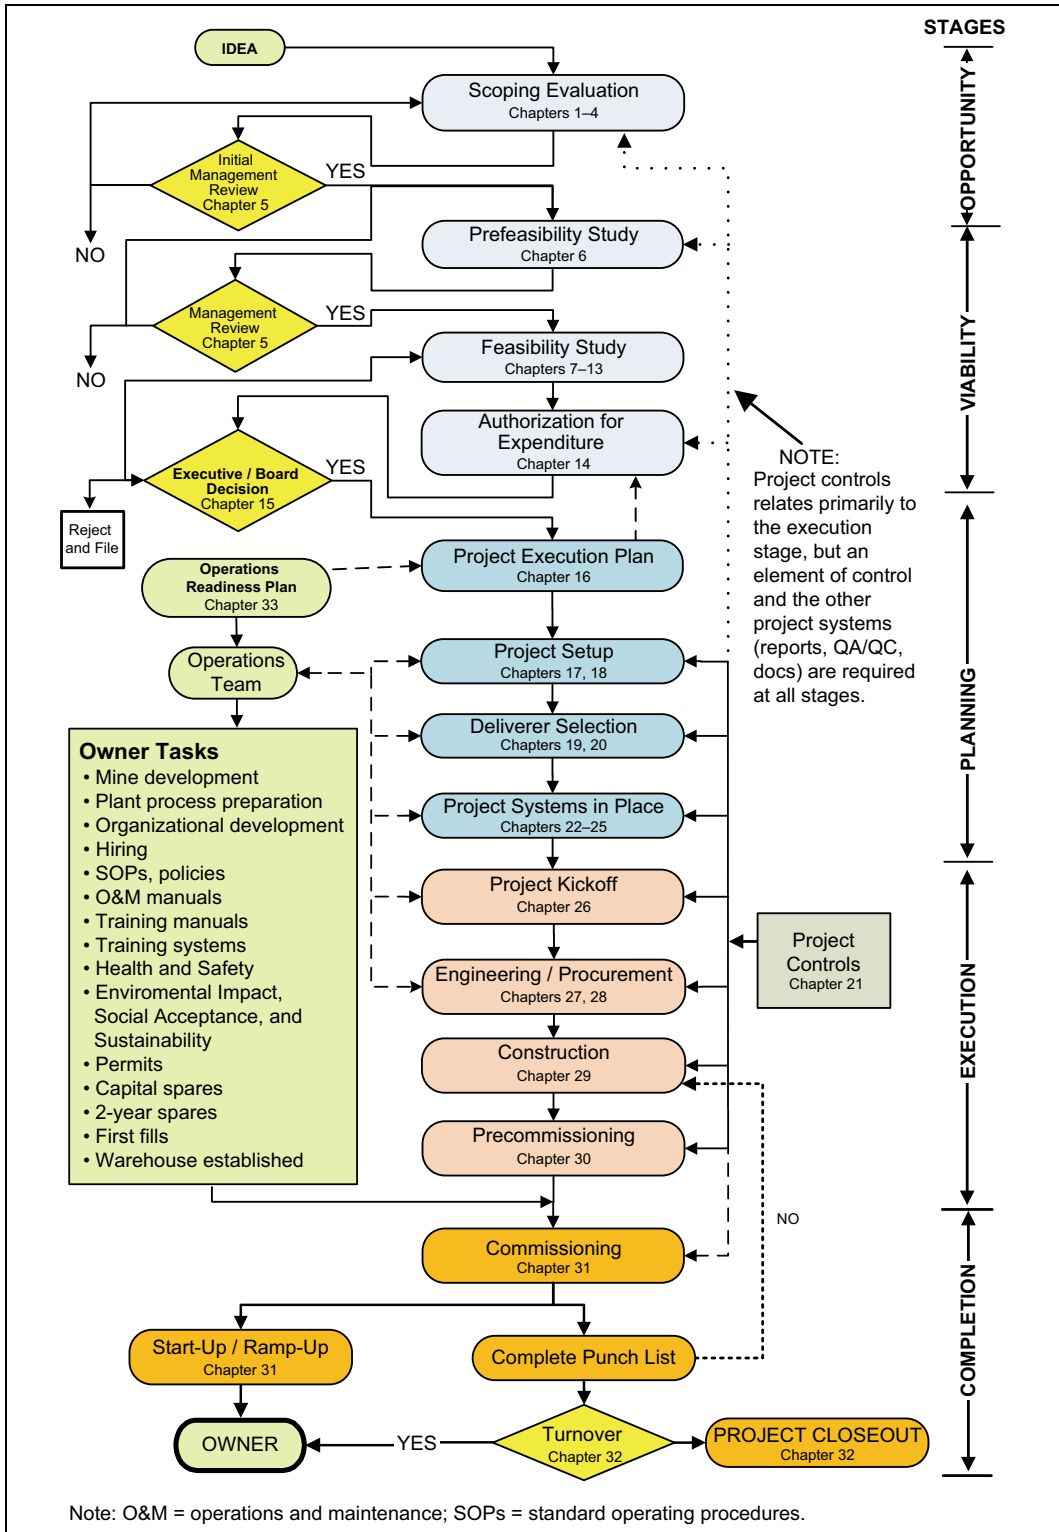 STAGES
IDEA
Scoping Evaluation
Chapters 1–4
OPPORTUNITY
Initial
Management
Review
Chapter 5
YES
NO
Prefeasibility Study
Chapter 6
Management
Review
Chapter 5
YES
NO
VIABILITY
Feasibility Study
Chapters 7–13
Authorization for
Expenditure
Chapter 14
Executive / Board
Decision
Chapter 15
YES
Reject
and File
NOTE:
Project controls
relates primarily to
the execution
stage, but an
element of control
and the other
project systems
(reports, QA/QC,
docs) are required
at all stages.
Project Execution Plan
Chapter 16
Operations
Readiness Plan
Chapter 33
Operations
Team
Project Setup
Chapters 17, 18
PLANNING
Deliverer Selection
Chapters 19, 20
Project Systems in Place
Chapters 22–25
Owner Tasks
• Mine development
• Plant process preparation
• Organizational development
• Hiring
• SOPs, policies
• O&M manuals
• Training manuals
• Training systems
• Health and Safety
• Enviromental Impact,
Social Acceptance, and
Sustainability
• Permits
• Capital spares
• 2-year spares
• First fills
• Warehouse established
Project Kickoff
Chapter 26
Project
Controls
Chapter 21
Engineering / Procurement
Chapters 27, 28
EXECUTION
Construction
Chapter 29
Precommissioning
Chapter 30
NO
Commissioning
Chapter 31
COMPLETION
Start-Up / Ramp-Up
Chapter 31
Complete Punch List
Turnover
Chapter 32
YES
OWNER
PROJECT CLOSEOUT
Chapter 32
Note: O&M = operations and maintenance; SOPs = standard operating procedures.